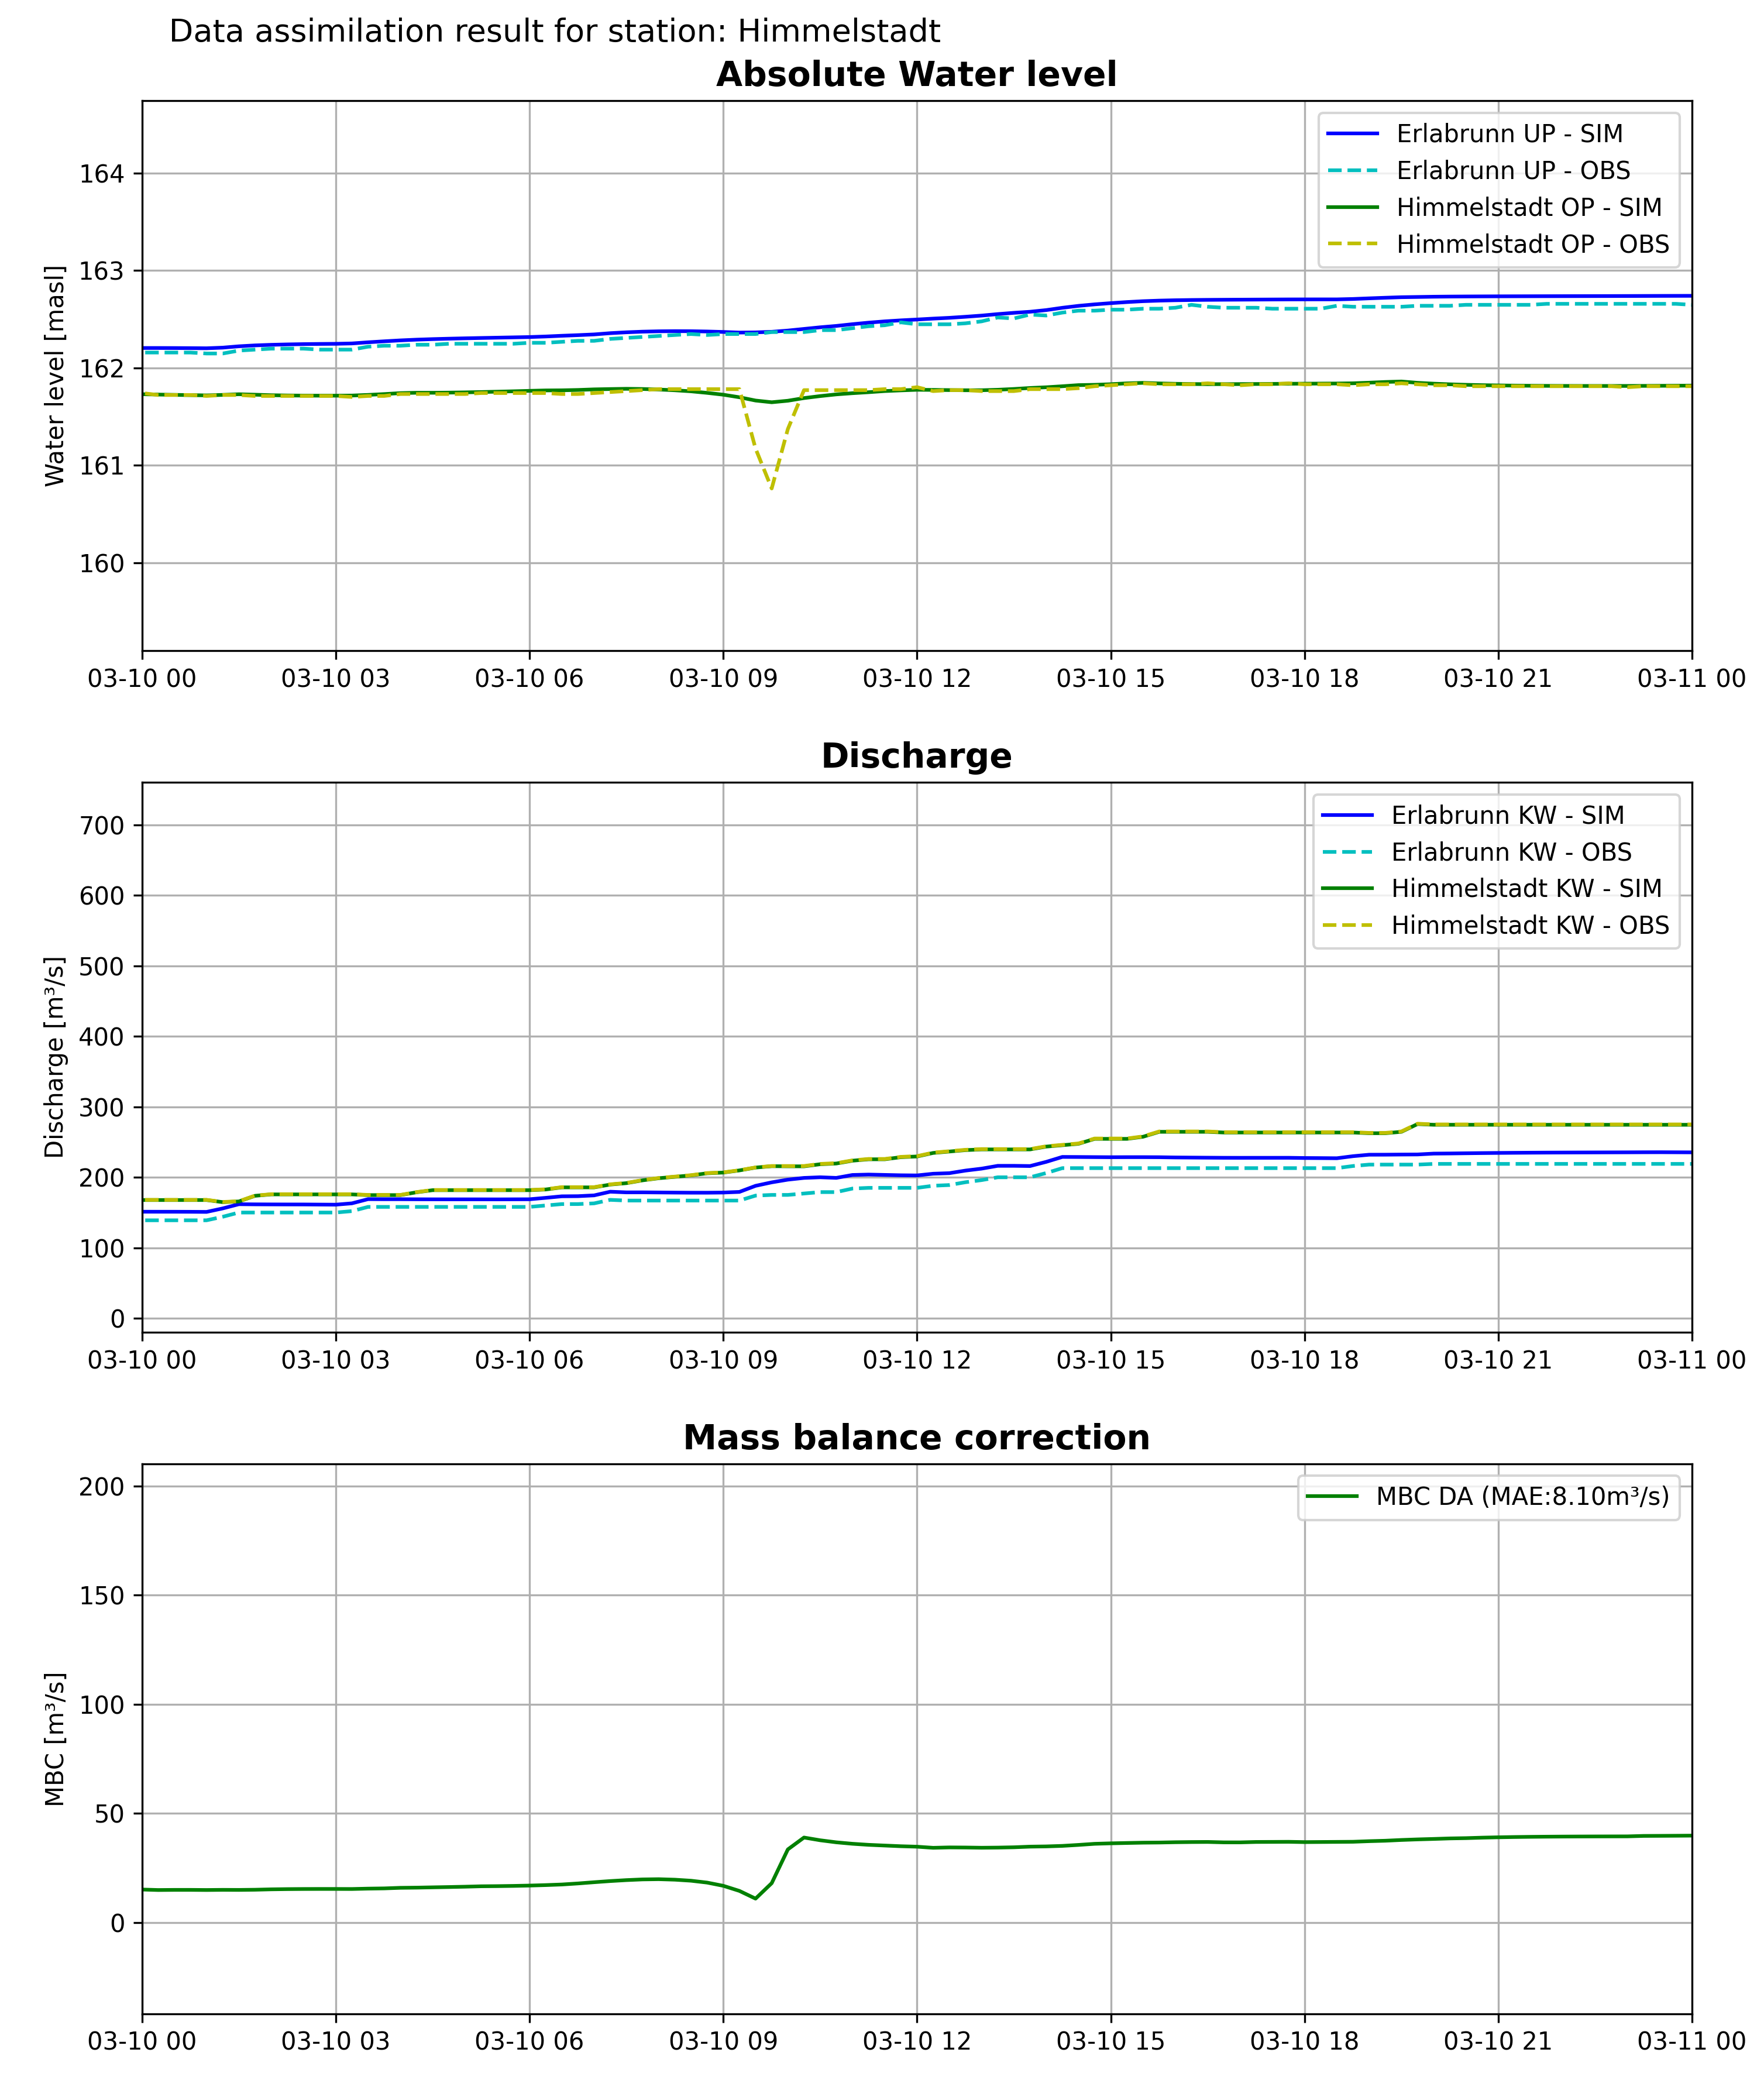 Data assimilation result for station: Himmelstadt
Absolute Water level
Water level [masl]
164
163
162
161
160
Erlabrunn UP - SIM
Erlabrunn UP - OBS
Himmelstadt OP - SIM
Himmelstadt OP - OBS
03-10 00 03-10 03 03-10 06 03-10 09 03-10 12 03-10 15 03-10 18 03-10 21 03-11 00
Discharge
Discharge [m³/s]
700
600
500
400
300
200
100
0
Erlabrunn KW - SIM
Erlabrunn KW - OBS
Himmelstadt KW - SIM
Himmelstadt KW - OBS
03-10 00 03-10 03 03-10 06 03-10 09 03-10 12 03-10 15 03-10 18 03-10 21 03-11 00
Mass balance correction
MBC [m³/s]
200
150
100
50
0
MBC DA (MAE:8.10m³/s)
03-10 00 03-10 03 03-10 06 03-10 09 03-10 12 03-10 15 03-10 18 03-10 21 03-11 00